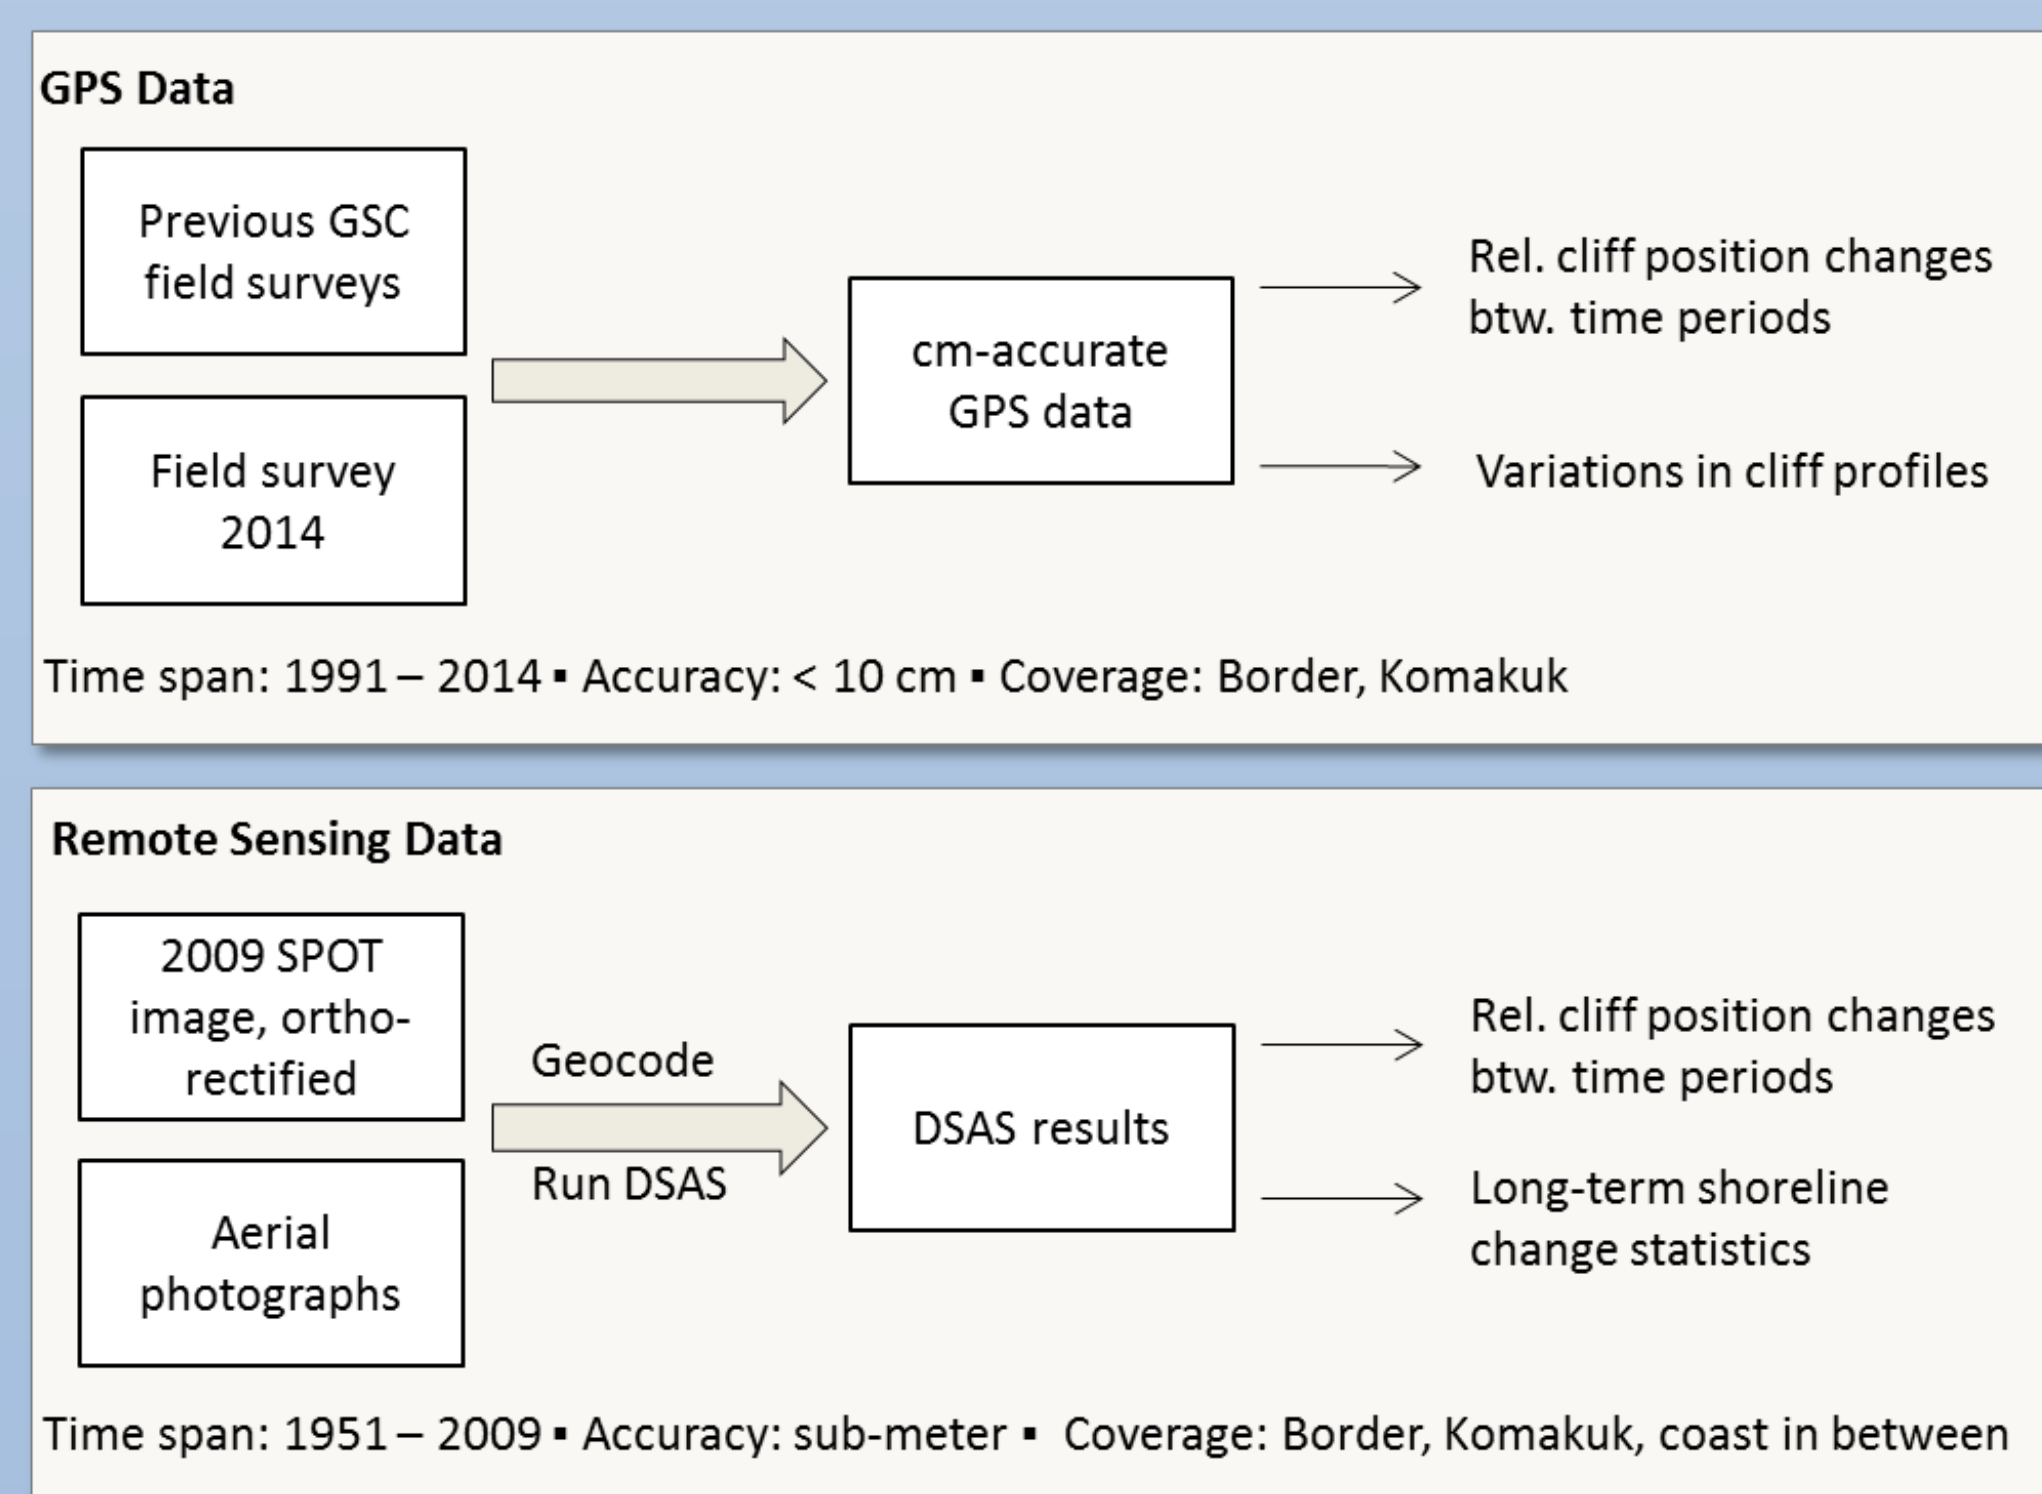 GPS Data
Previous GSC
field surveys
Field survey
2014
cm-accurate
GPS data
Rel. cliff position changes
btw. time periods
Variations in cliff profiles
Time span: 1991 – 2014 ▪ Accuracy: < 10 cm ▪ Coverage: Border, Komakuk
Remote Sensing Data
2009 SPOT
image, ortho-
rectified
Aerial
photographs
Geocode
Run DSAS
DSAS results
Rel. cliff position changes
btw. time periods
Long-term shoreline
change statistics
Time span: 1951 – 2009 ▪ Accuracy: sub-meter ▪ Coverage: Border, Komakuk, coast in between